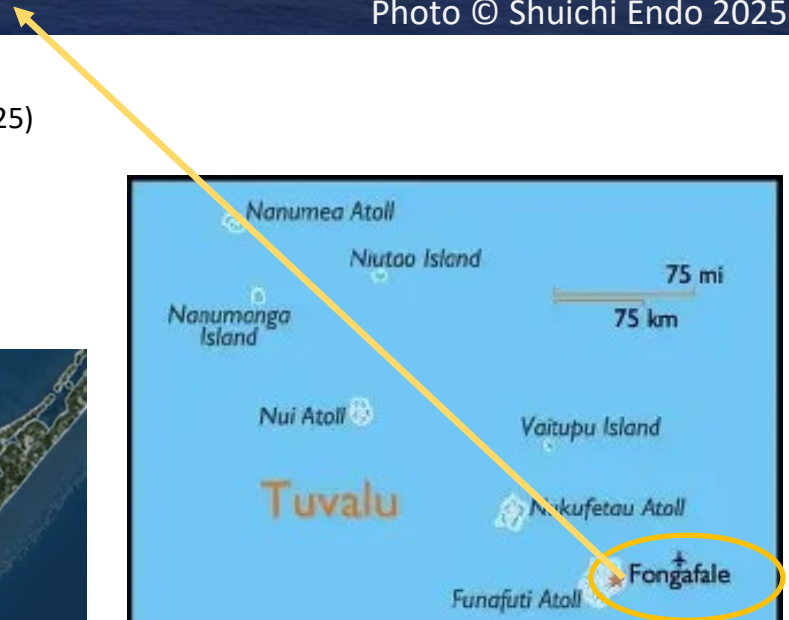 Photo © Shuichi Endo 2025
25)
Nanumea Atoll
Niutao Island
75 mi
75 km
Nanumanga
Island
Nui Atoll
Vaitupu Island
Tuvalu
Nukufetau Atoll
Fongafale
Funafuti Atoll